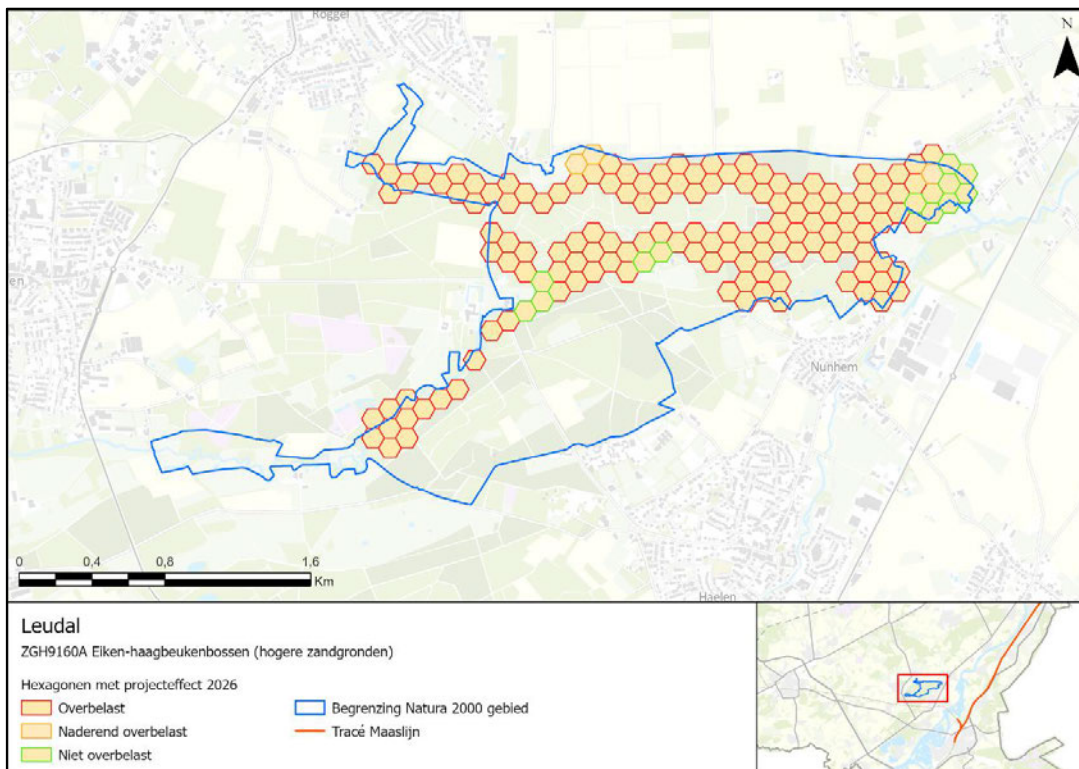 Roggel
N
Nunhem
Haelen
0 0,4 0,8 1,6
Km
Leudal
ZGH9160A Eiken-haagbeukenbossen (hogere zandgronden)
Hexagonen met projecteffect 2026
Overbelast
Naderend overbelast
Niet overbelast
Begrenzing Natura 2000 gebied
Tracé Maaslijn